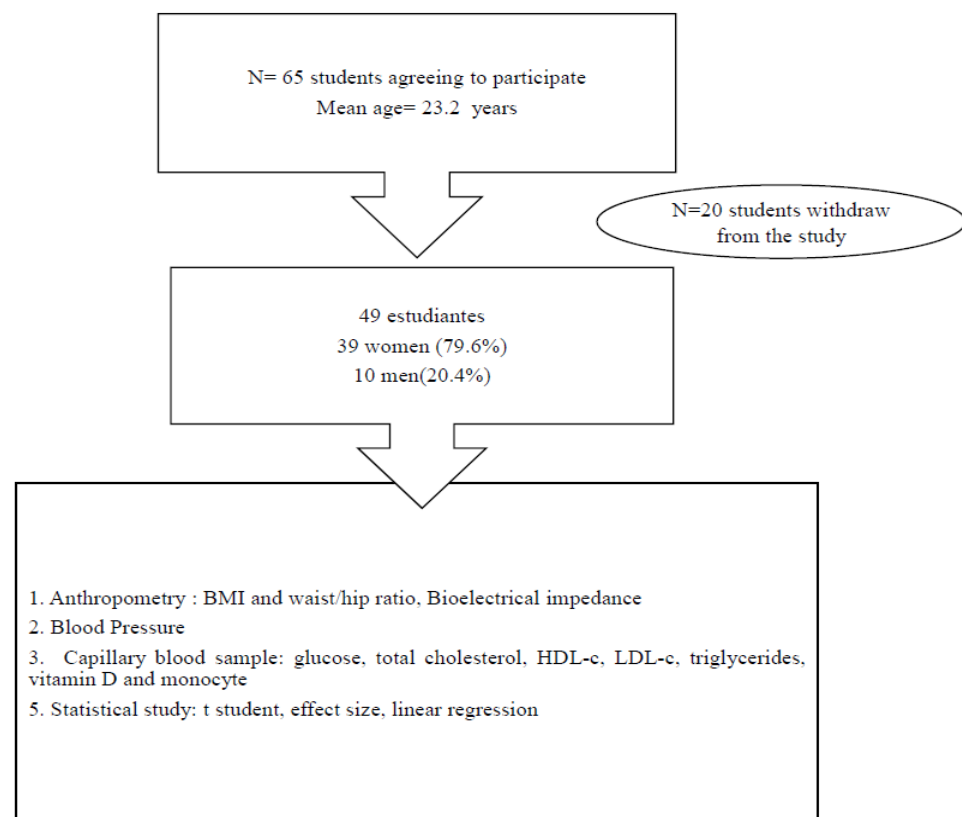 N= 65 students agreeing to participate
Mean age= 23.2 years
N=20 students withdraw
from the study
49 estudiantes
39 women (79.6%)
10 men(20.4%)
1. Anthropometry : BMI and waist/hip ratio, Bioelectrical impedance
2. Blood Pressure
3. Capillary blood sample: glucose, total cholesterol, HDL-c, LDL-c, triglycerides,
vitamin D and monocyte
5. Statistical study: t student, effect size, linear regression